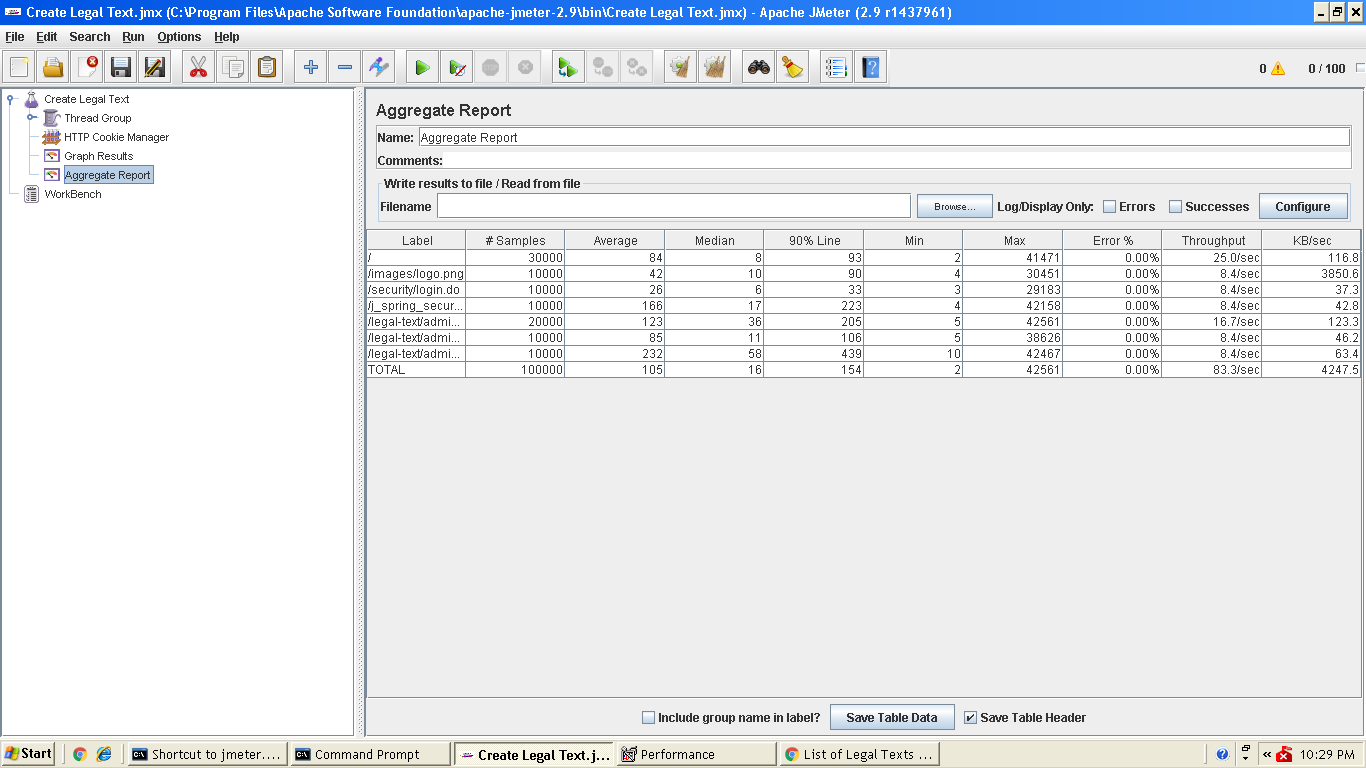 Create Legal Text.jmx (C:\Program Files\Apache Software Foundation\apache-jmeter-2.9\bin\Create Legal Text.jmx) - Apache JMeter (2.9 r1437961)
File Edit Search Run Options Help
0 0 / 100
Create Legal Text
Thread Group
HTTP Cookie Manager
Graph Results
Aggregate Report
WorkBench
Aggregate Report
Name: Aggregate Report
Comments:
Write results to file / Read from file
Filename Browse... Log/Display Only: Errors Successes Configure
Label # Samples Average Median 90% Line Min Max Error % Throughput KB/sec
/ 30000 84 8 93 2 41471 0.00% 25.0/sec 116.8
/images/logo.png 10000 42 10 90 4 30451 0.00% 8.4/sec 3850.6
/security/login.do 10000 26 6 33 3 29183 0.00% 8.4/sec 37.3
/j_spring_secur... 10000 166 17 223 4 42158 0.00% 8.4/sec 42.8
/legal-text/admi... 20000 123 36 205 5 42561 0.00% 16.7/sec 123.3
/legal-text/admi... 10000 85 11 106 5 38626 0.00% 8.4/sec 46.2
/legal-text/admi... 10000 232 58 439 10 42467 0.00% 8.4/sec 63.4
TOTAL 100000 105 16 154 2 42561 0.00% 83.3/sec 4247.5
Include group name in label? Save Table Data Save Table Header
Start Shortcut to jmeter.... Command Prompt Create Legal Text.j... Performance List of Legal Texts ... « 10:29 PM